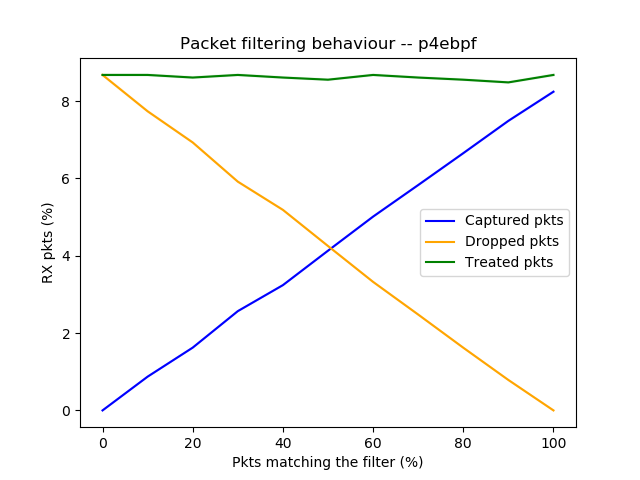 Packet filtering behaviour -- p4ebpf
RX pkts (%)
8
6
4
2
0
Captured pkts
Dropped pkts
Treated pkts
0 20 40 60 80 100
Pkts matching the filter (%)